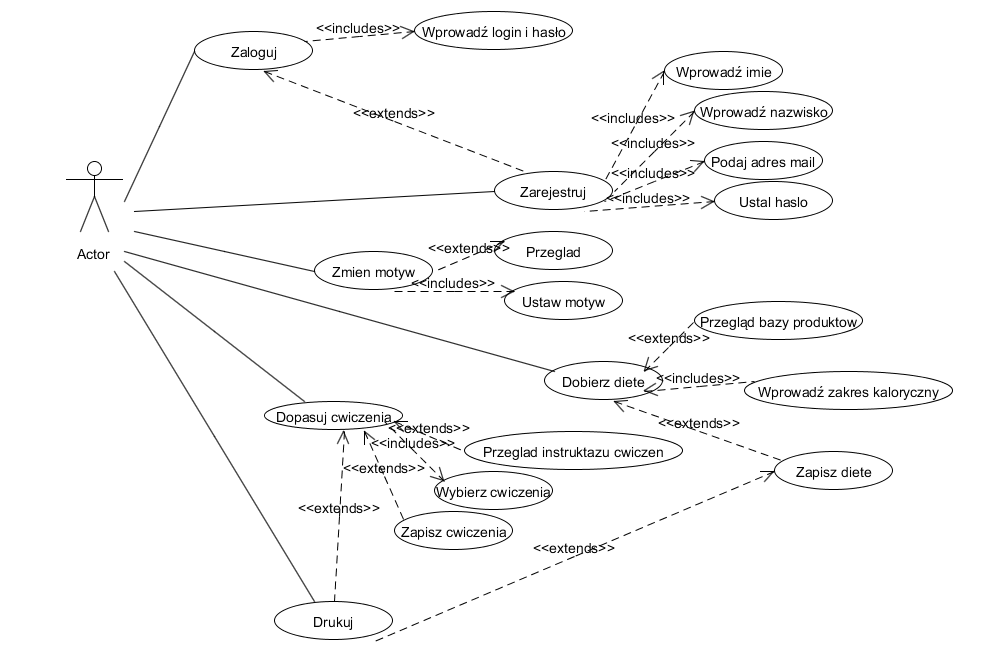 <<includes>>
Wprowadź login i hasło
Zaloguj
Wprowadź imie
<<extends>>
<<includes>>
Wprowadź nazwisko
<<includes>>
Podaj adres mail
<<includes>>
Zarejestruj
<<includes>>
Ustal haslo
Actor
<<extends>>
Przeglad
Zmien motyw
<<includes>>
Ustaw motyw
Przegląd bazy produktow
<<extends>>
Dobierz diete
<<includes>>
Wprowadź zakres kaloryczny
Dopasuj cwiczenia
<<extends>>
<<extends>>
<<includes>>
Przeglad instruktazu cwiczen
<<extends>>
Zapisz diete
Wybierz cwiczenia
<<extends>>
Zapisz cwiczenia
<<extends>>
Drukuj